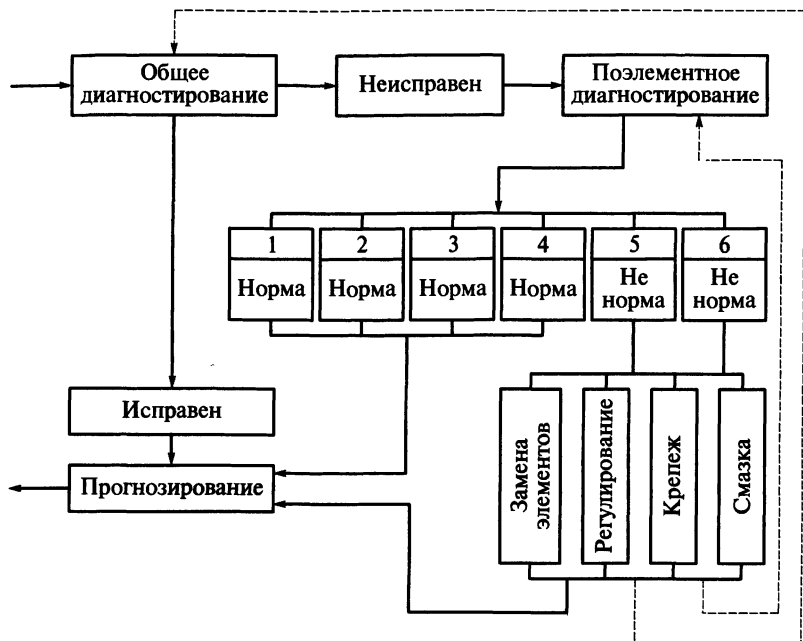 Общее
диагностирование
Неисправен
Поэлементное
диагностирование
1
2
3
4
5
6
Норма
Норма
Норма
Норма
Не
норма
Не
норма
Исправен
Прогнозирование
Замена
элементов
Регулирование
Крепеж
Смазка